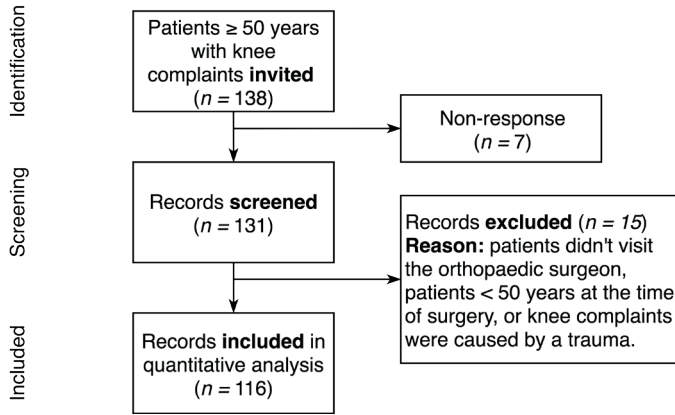 Identification
Patients ≥ 50 years
with knee
complaints invited
(n = 138)
Non-response
(n = 7)
Screening
Records screened
(n = 131)
Records excluded (n = 15)
Reason: patients didn't visit
the orthopaedic surgeon,
patients < 50 years at the time
of surgery, or knee complaints
were caused by a trauma.
Included
Records included in
quantitative analysis
(n = 116)